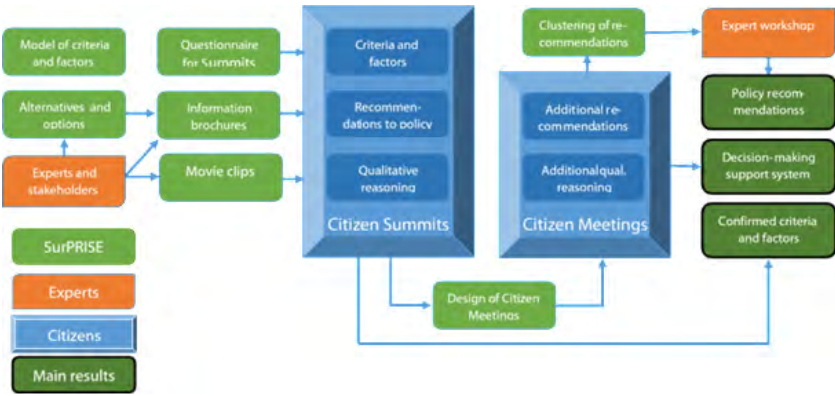 Model of criteria
and factors
Questionnaire
for Summits
Criteria and
factors
Clustering of re-
commendations
Expert workshop
Alternatives and
options
Information
brochures
Recommen-
dations to policy
Additional re-
commendations
Policy recom-
mendationss
Experts and
stakeholders
Movie clips
Qualitative
reasoning
Additional qual.
reasoning
Decision-making
support system
Citizen Summits
Citizen Meetings
Confirmed criteria
and factors
SurPRISE
Experts
Citizens
Main results
Design of Citizen
Meetings